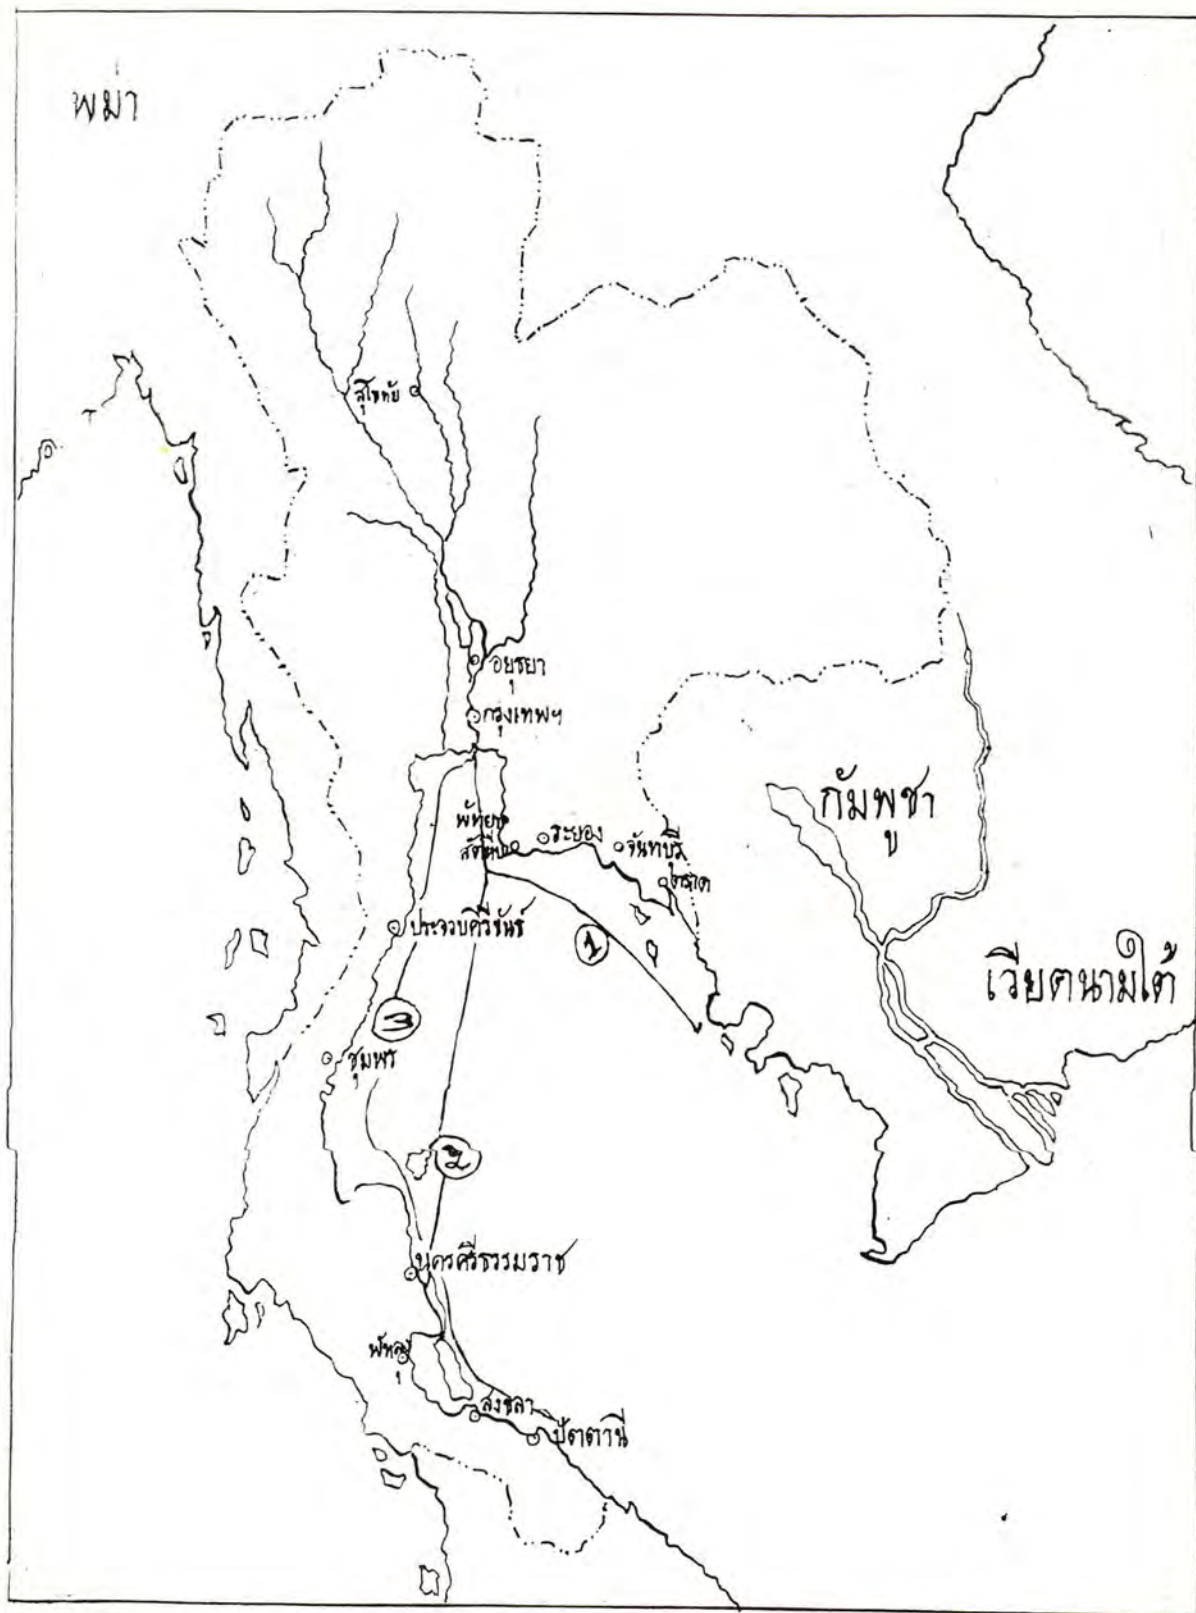 พม่า
สุโขทัย
อยุธยา
กรุงเทพฯ
กัมพูชา
พัทยา
สัตหีบ
ระยอง
จันทบุรี
ตราด
ประจวบคีรีขันธ์
เวียตนามใต้
1
3
ชุมพร
2
นครศรีธรรมราช
พัทลุง
สงขลา
ปัตตานี